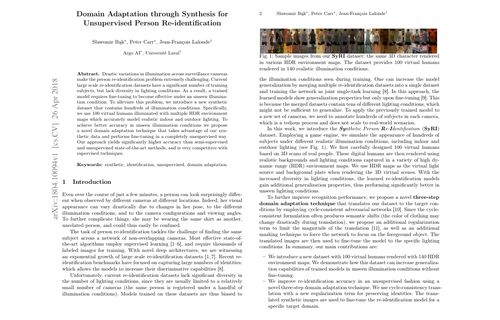 Domain Adaptation through Synthesis for
Unsupervised Person Re-identification
Sławomir Bąk*, Peter Carr*, Jean-François Lalonde†
Argo AI*, Université Laval†
Abstract. Drastic variations in illumination across surveillance cameras
make the person re-identification problem extremely challenging. Current
large scale re-identification datasets have a significant number of training
subjects, but lack diversity in lighting conditions. As a result, a trained
model requires fine-tuning to become effective under an unseen illumina-
tion condition. To alleviate this problem, we introduce a new synthetic
dataset that contains hundreds of illumination conditions. Specifically,
we use 100 virtual humans illuminated with multiple HDR environment
maps which accurately model realistic indoor and outdoor lighting. To
achieve better accuracy in unseen illumination conditions we propose
a novel domain adaptation technique that takes advantage of our syn-
thetic data and performs fine-tuning in a completely unsupervised way.
Our approach yields significantly higher accuracy than semi-supervised
and unsupervised state-of-the-art methods, and is very competitive with
supervised techniques.
Keywords: synthetic, identification, unsupervised, domain adaptation
1 Introduction
Even over the course of just a few minutes, a person can look surprisingly differ-
ent when observed by different cameras at different locations. Indeed, her visual
appearance can vary drastically due to changes in her pose, to the different
illumination conditions, and to the camera configurations and viewing angles.
To further complicate things, she may be wearing the same shirt as another,
unrelated person, and could thus easily be confused.
The task of person re-identification tackles the challenge of finding the same
subject across a network of non-overlapping cameras. Most effective state-of-
the-art algorithms employ supervised learning
and require thousands of
labeled images for training. With novel deep architectures, we are witnessing
an exponential growth of large scale re-identification datasets
Recent re-
identification benchmarks have focused on capturing large numbers of identities,
which allows the models to increase their discriminative capabilities
Unfortunately, current re-identification datasets lack significant diversity in
the number of lighting conditions, since they are usually limited to a relatively
small number of cameras (the same person is registered under a handful of
illumination conditions). Models trained on these datasets are thus biased to
arXiv:1804.10094v1 [cs.CV] 26 Apr 2018
2 Sławomir Bąk*, Peter Carr*, Jean-François Lalonde†
Fig. 1: Sample images from our SyRI dataset; the same 3D character rendered
in various HDR environment maps. The dataset provides 100 virtual humans
rendered in 140 realistic illumination conditions.
the illumination conditions seen during training. One can increase the model
generalization by merging multiple re-identification datasets into a single dataset
and training the network as joint single-task learning
In this approach, the
learned models show generalization properties but only upon fine-tuning
This
is because the merged datasets contain tens of different lighting conditions, which
might not be sufficient to generalize. To apply the previously trained model to
a new set of cameras, we need to annotate hundreds of subjects in each camera,
which is a tedious process and does not scale to real-world scenarios.
In this work, we introduce the Synthetic Person Re-Identification (SyRI)
dataset. Employing a game engine, we simulate the appearance of hundreds of
subjects under different realistic illumination conditions, including indoor and
outdoor lighting (see Fig. 1). We first carefully designed 100 virtual humans
based on 3D scans of real people. These digital humans are then rendered using
realistic backgrounds and lighting conditions captured in a variety of high dy-
namic range (HDR) environment maps. We use HDR maps as the virtual light
source and background plate when rendering the 3D virtual scenes. With the
increased diversity in lighting conditions, the learned re-identification models
gain additional generalization properties, thus performing significantly better in
unseen lighting conditions.
To further improve recognition performance, we propose a novel three-step
domain adaptation technique that translates our dataset to the target con-
ditions by employing cycle-consistent adversarial networks
Since the cycle-
consistent formulation often produces semantic shifts (the color of clothing may
change drastically during translation), we propose an additional regularization
term to limit the magnitude of the translation
as well as an additional
masking technique to force the network to focus on the foreground object. The
translated images are then used to fine-tune the model to the specific lighting
conditions. In summary, our main contributions are:
– We introduce a new dataset with 100 virtual humans rendered with 140 HDR
environment maps. We demonstrate how this dataset can increase generaliza-
tion capabilities of trained models in unseen illumination conditions without
fine-tuning.
– We improve re-identification accuracy in an unsupervised fashion using a
novel three-step domain adaptation technique. We use cycle-consistency trans-
lation with a new regularization term for preserving identities. The trans-
lated synthetic images are used to fine-tune the re-identification model for a
specific target domain.